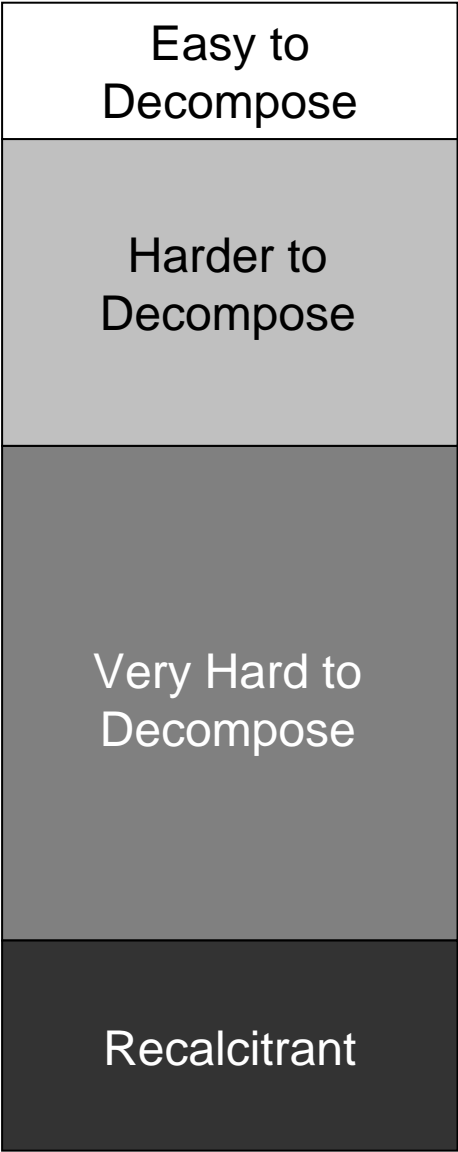 Easy to
Decompose
Harder to
Decompose
Very Hard to
Decompose
Recalcitrant